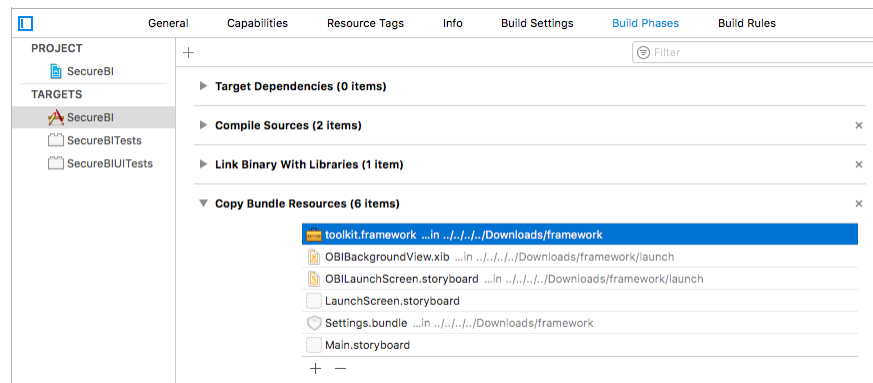 General Capabilities Resource Tags Info Build Settings Build Phases Build Rules
PROJECT
SecureBI
TARGETS
SecureBI
SecureBITests
SecureBIUITests
Filter
Target Dependencies (0 items)
Compile Sources (2 items)
Link Binary With Libraries (1 item)
Copy Bundle Resources (6 items)
toolkit.framework ...in ../../../../Downloads/framework
OBIBackgroundView.xib ...in ../../../../Downloads/framework/launch
OBILaunchScreen.storyboard ...in ../../../../Downloads/framework/launch
LaunchScreen.storyboard
Settings.bundle ...in ../../../../Downloads/framework
Main.storyboard